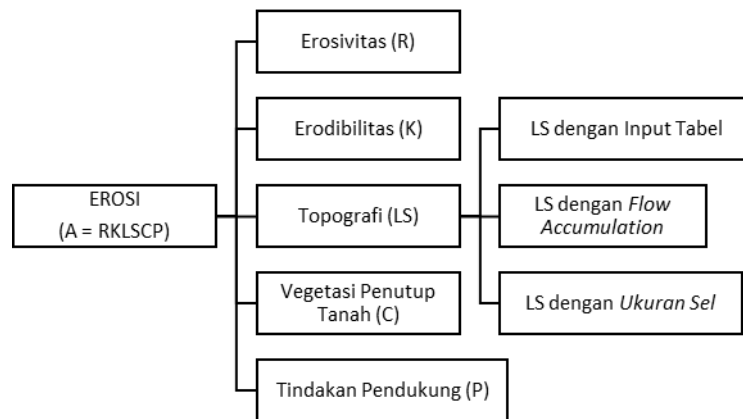 EROSI
(A = RKLSCP)
Erosivitas (R)
Erodibilitas (K)
Topografi (LS)
Vegetasi Penutup
Tanah (C)
Tindakan Pendukung (P)
LS dengan Input Tabel
LS dengan Flow
Accumulation
LS dengan Ukuran Sel